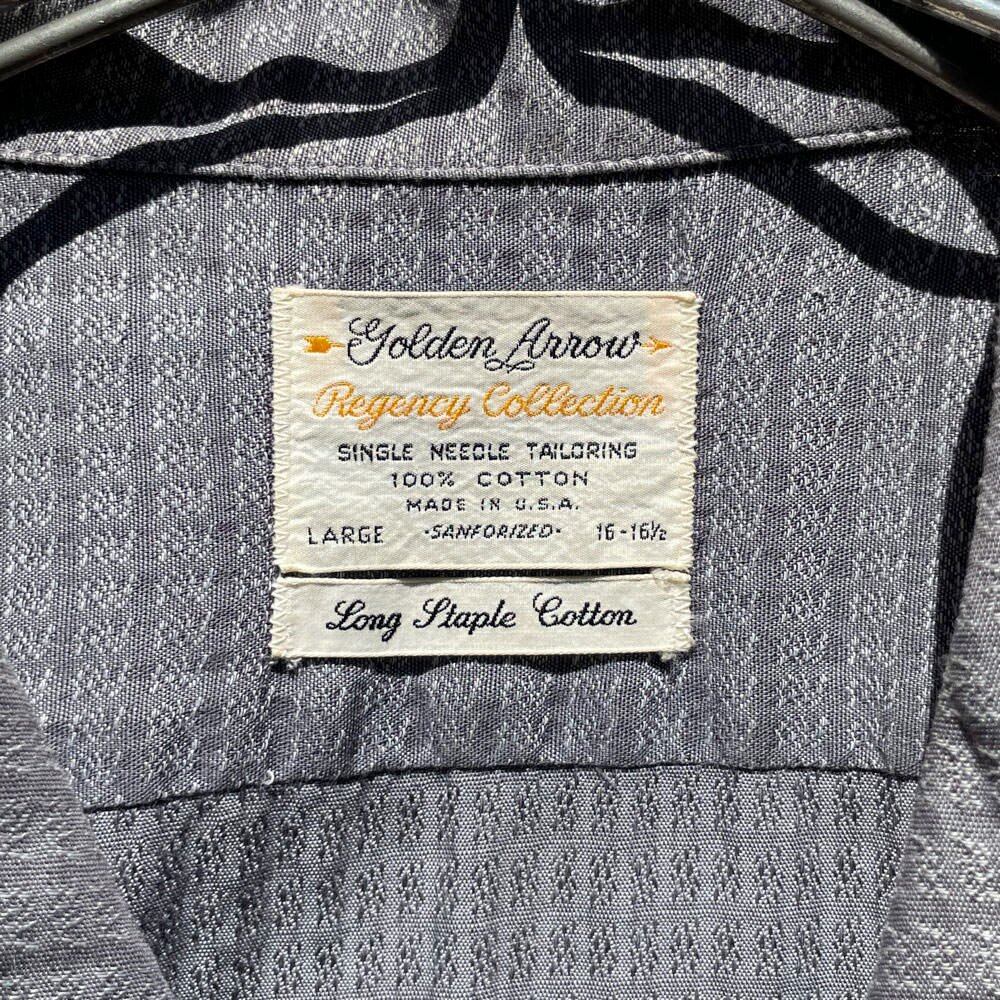 Golden Arrow
Regency Collection
SINGLE NEEDLE TAILORING
100% COTTON
MADE IN U.S.A.
LARGE -SANFORIZED- 16-16½
Long Staple Cotton